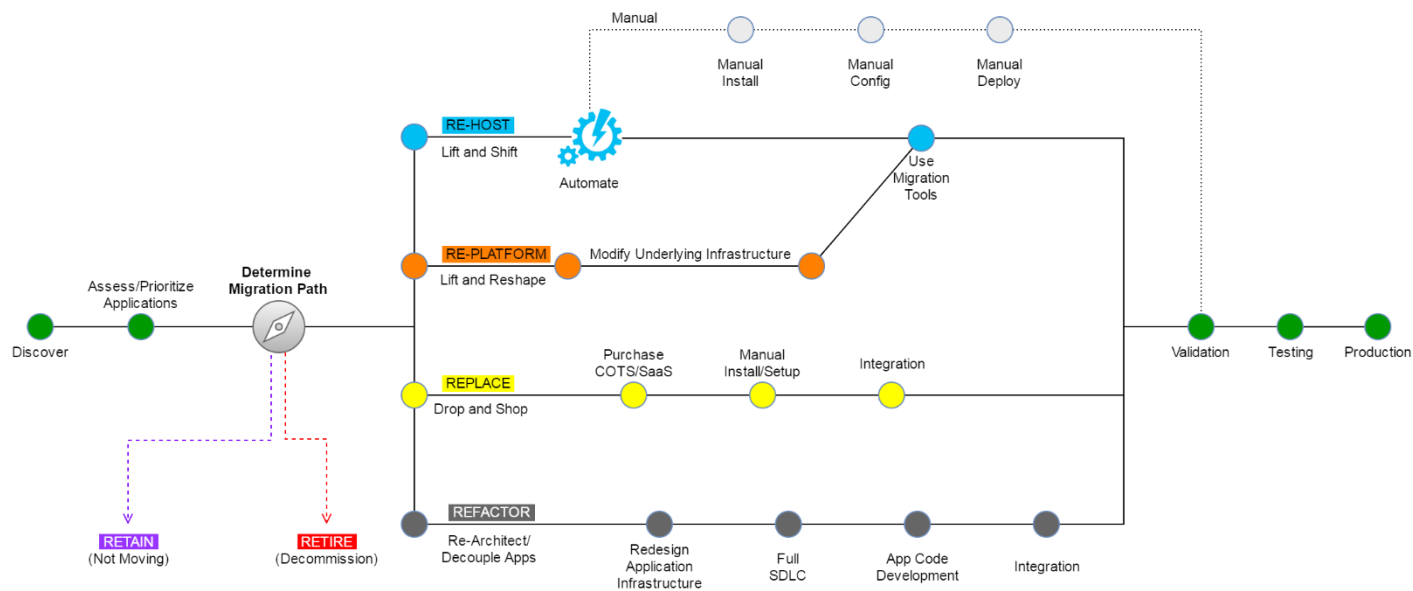 Manual
Manual
Install
Manual
Config
Manual
Deploy
RE-HOST
Lift and Shift
Automate
Use
Migration
Tools
RE-PLATFORM
Lift and Reshape
Modify Underlying Infrastructure
Discover
Assess/Prioritize
Applications
Determine
Migration Path
Validation
Testing
Production
REPLACE
Drop and Shop
Purchase
COTS/SaaS
Manual
Install/Setup
Integration
RETAIN
(Not Moving)
RETIRE
(Decommission)
REFACTOR
Re-Architect/
Decouple Apps
Redesign
Application
Infrastructure
Full
SDLC
App Code
Development
Integration